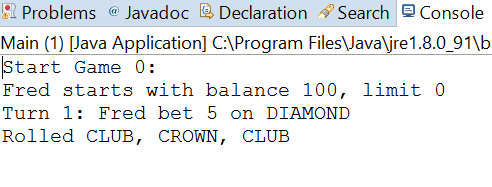 Problems @ Javadoc Declaration Search Console
Main (1) [Java Application] C:\Program Files\Java\jre1.8.0_91\b
Start Game 0:
Fred starts with balance 100, limit 0
Turn 1: Fred bet 5 on DIAMOND
Rolled CLUB, CROWN, CLUB